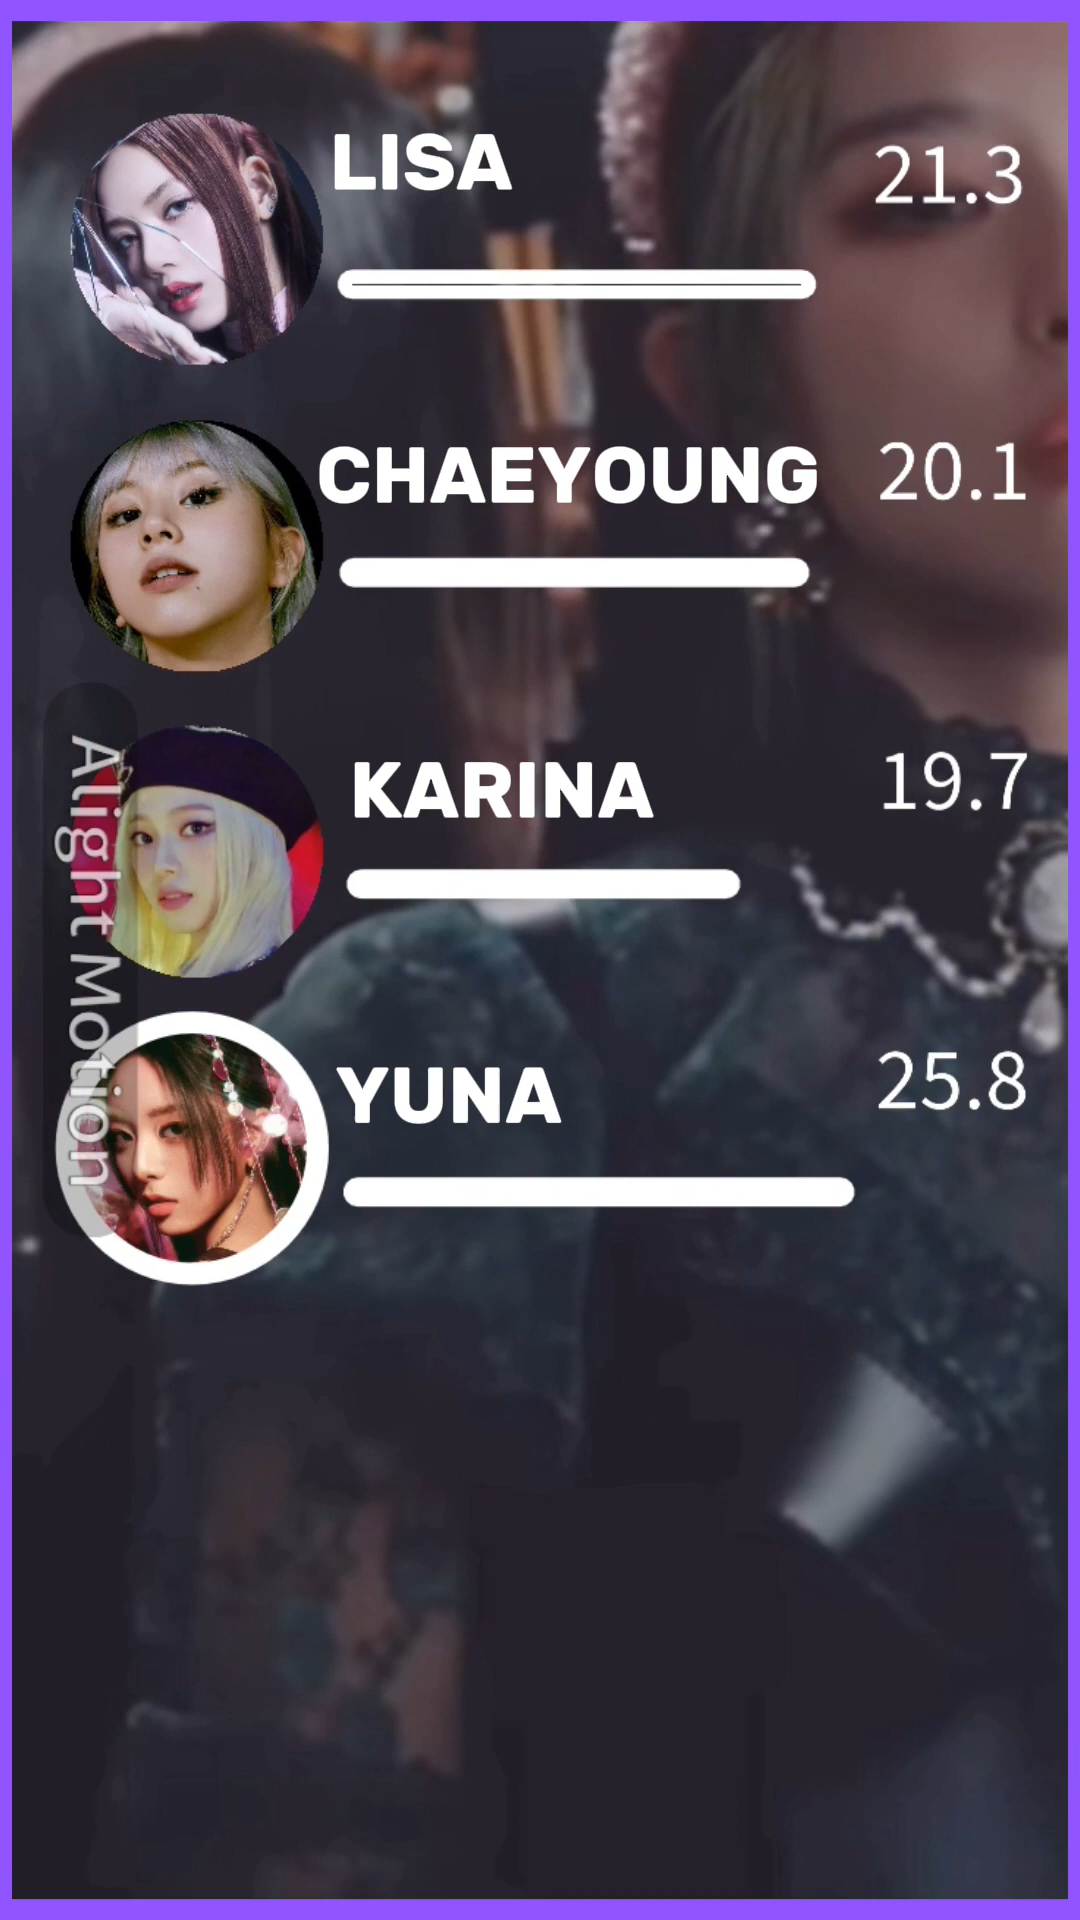 LISA
21.3
CHAEYOUNG
20.1
KARINA
19.7
YUNA
25.8
Alight Motion